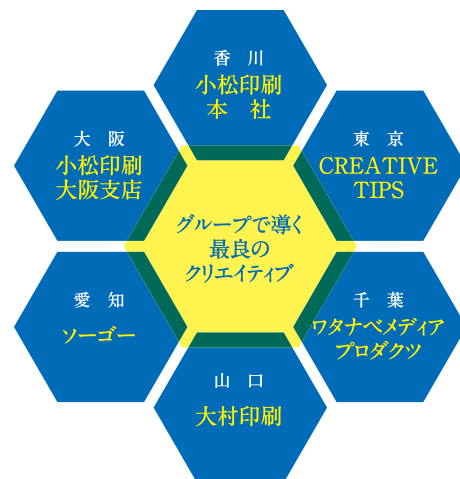 香川
小松印刷
本社
大阪
小松印刷
大阪支店
東京
CREATIVE
TIPS
グループで導く
最良の
クリエイティブ
愛知
ソーゴー
千葉
ワタナベメディア
プロダクツ
山口
大村印刷